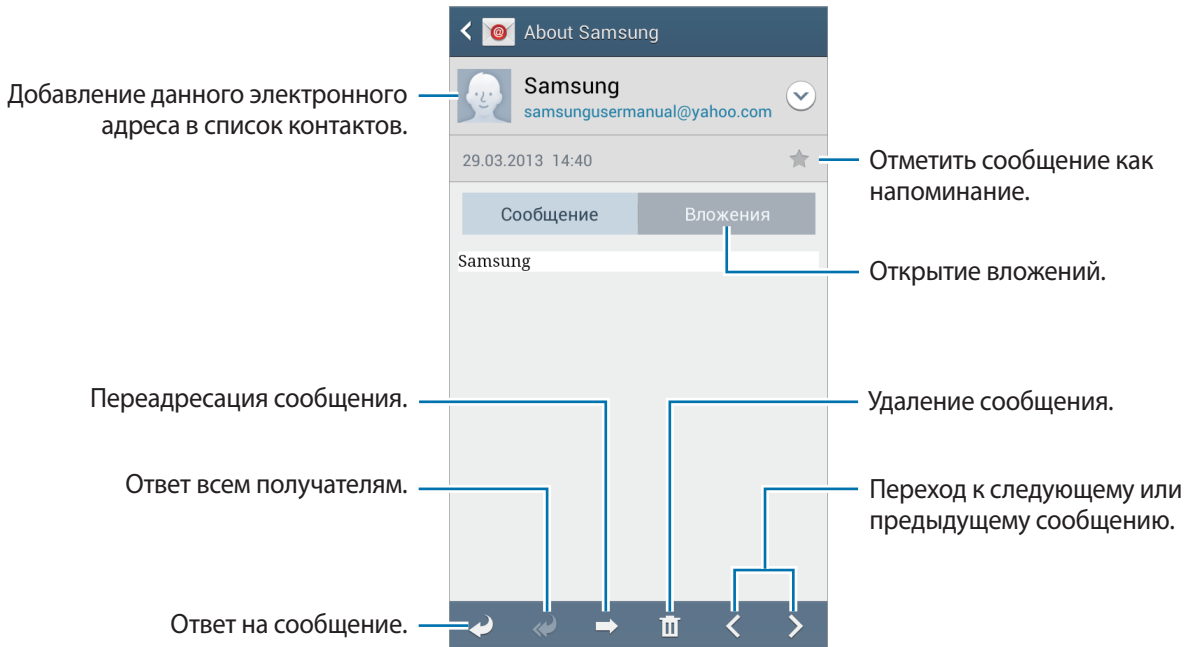 About Samsung
Добавление данного электронного
адреса в список контактов.
Samsung
samsungusermanual@yahoo.com
29.03.2013 14:40
Отметить сообщение как
напоминание.
Сообщение
Вложения
Samsung
Открытие вложений.
Переадресация сообщения.
Удаление сообщения.
Ответ всем получателям.
Переход к следующему или
предыдущему сообщению.
Ответ на сообщение.